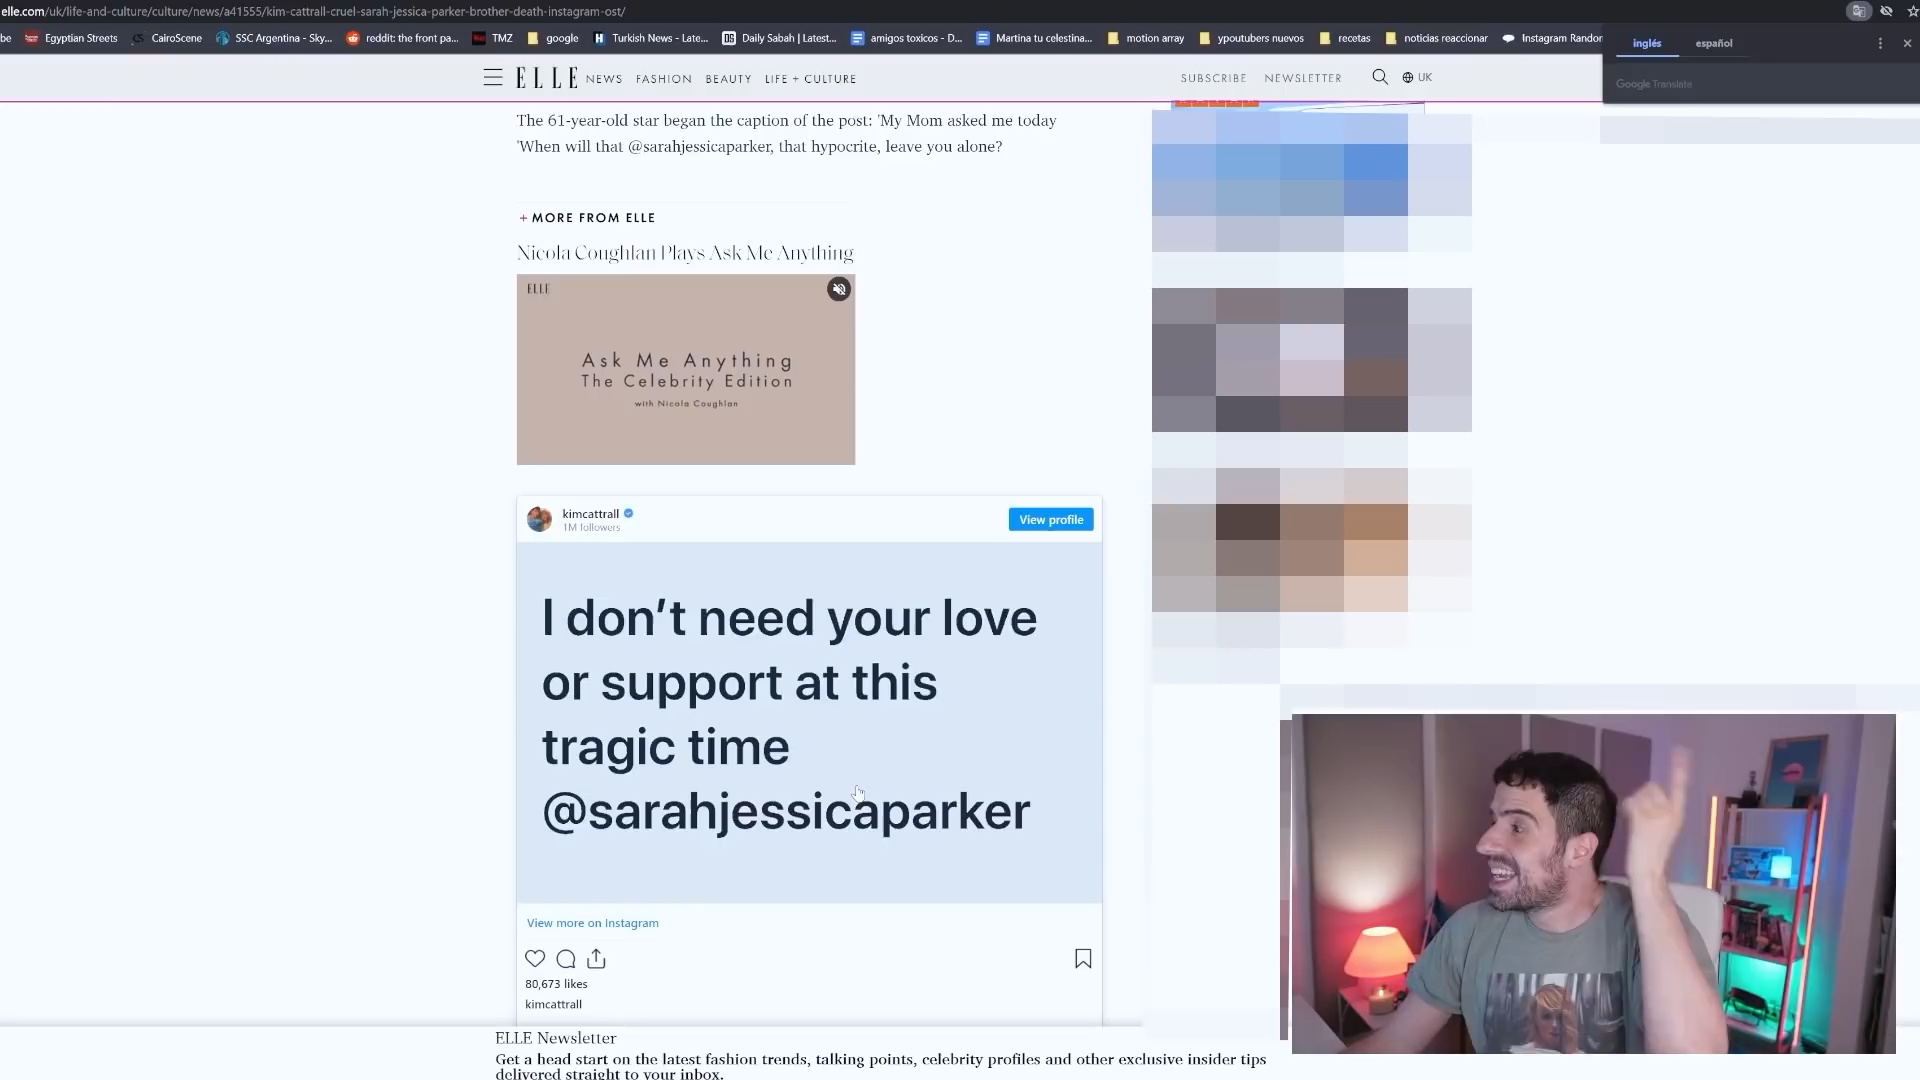 elle.com/uk/life-and-culture/culture/news/a41555/kim-cattrall-cruel-sarah-jessica-parker-brother-death-instagram-ost/
be Egyptian Streets CairoScene SSC Argentina - Sky... reddit: the front pa... TMZ google Turkish News - Late... Daily Sabah | Latest... amigos toxicos - D... Martina tu celestina... motion array ypoutubers nuevos recetas noticias reaccionar Instagram Random
inglés español
Google Translate
ELLE NEWS FASHION BEAUTY LIFE + CULTURE SUBSCRIBE NEWSLETTER UK
The 61-year-old star began the caption of the post: 'My Mom asked me today
'When will that @sarahjessicaparker, that hypocrite, leave you alone?
+ MORE FROM ELLE
Nicola Coughlan Plays Ask Me Anything
ELLE
Ask Me Anything
The Celebrity Edition
with Nicola Coughlan
kimcattrall
1M followers
View profile
I don't need your love
or support at this
tragic time
@sarahjessicaparker
View more on Instagram
80,673 likes
kimcattrall
ELLE Newsletter
Get a head start on the latest fashion trends, talking points, celebrity profiles and other exclusive insider tips
delivered straight to your inbox.